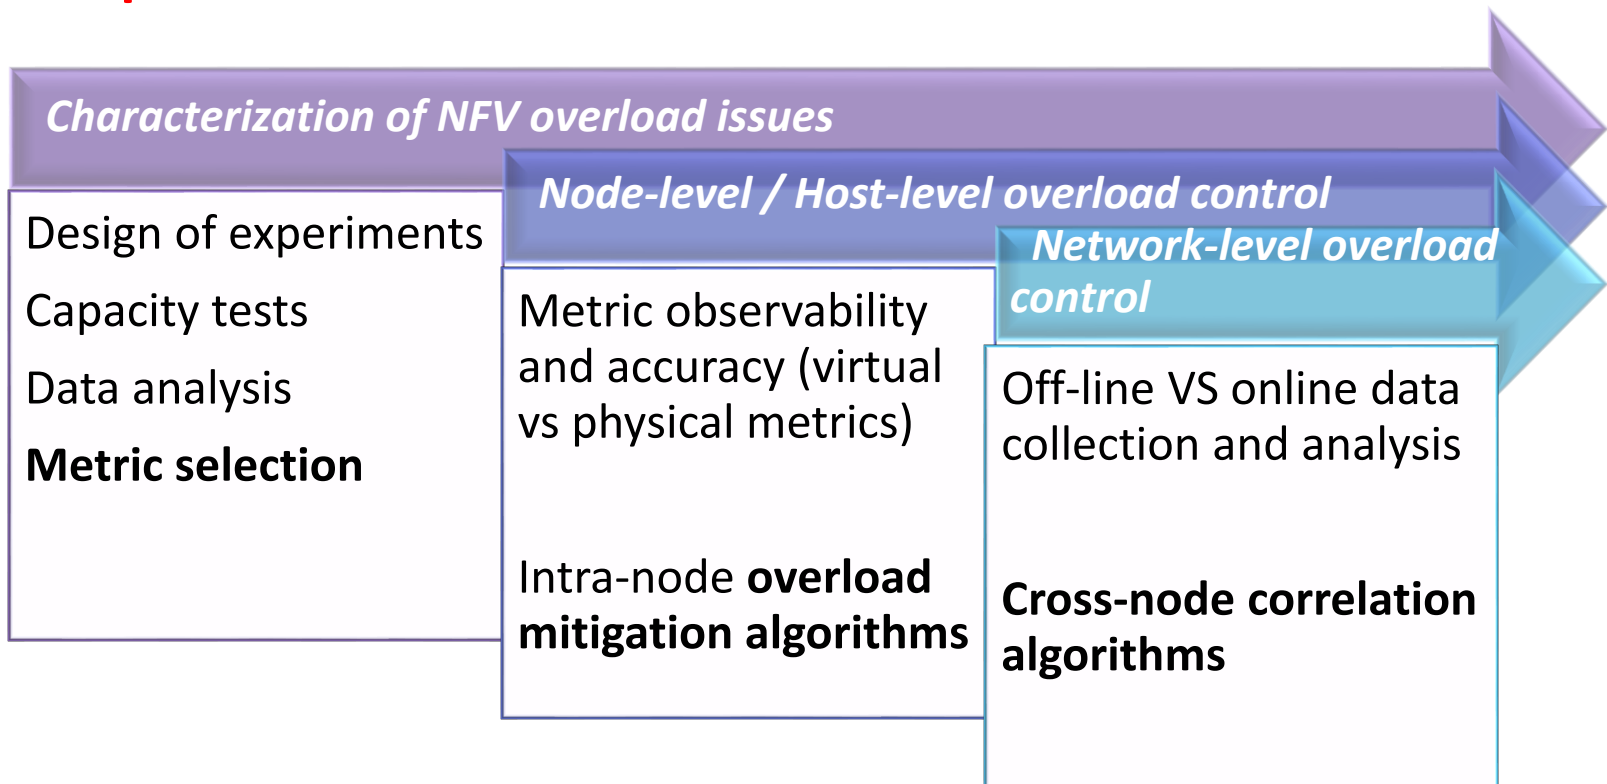 Characterization of NFV overload issues
Design of experiments
Capacity tests
Data analysis
Metric selection
Node-level / Host-level overload control
Metric observability
and accuracy (virtual
vs physical metrics)
Intra-node overload
mitigation algorithms
Network-level overload
control
Off-line VS online data
collection and analysis
Cross-node correlation
algorithms